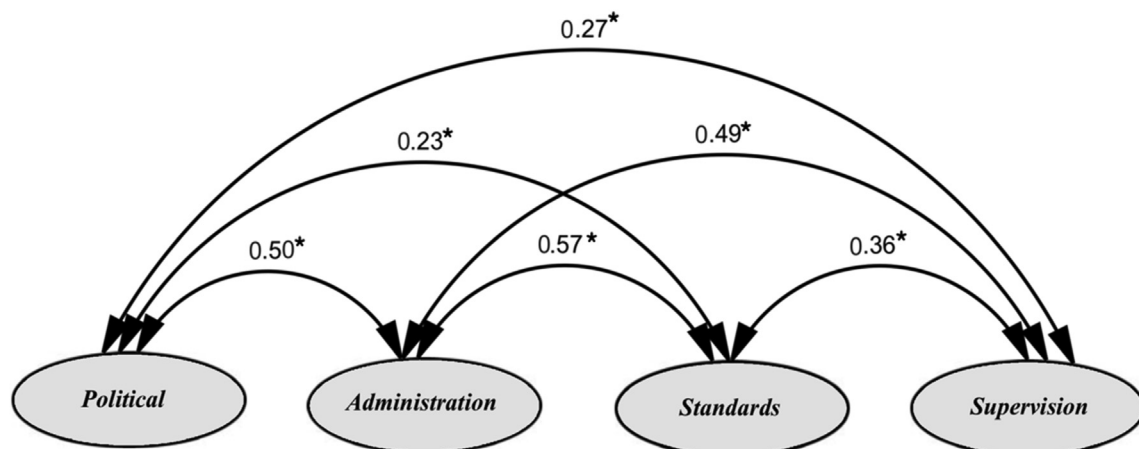 0.27*
0.23*
0.49*
0.50*
0.57*
0.36*
Political
Administration
Standards
Supervision